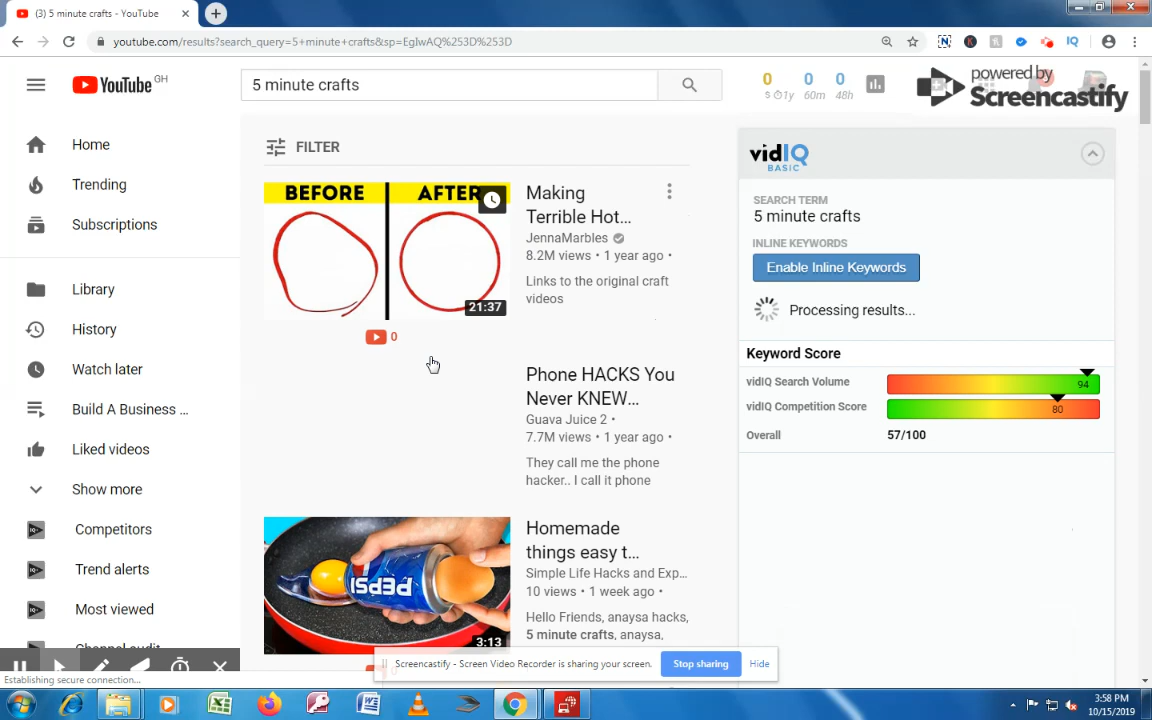 (3) 5 minute crafts - YouTube
youtube.com/results?search_query=5+minute+crafts&sp=EgIwAQ%253D%253D
N
K
IQ
YouTube GH
5 minute crafts
0
$ 1y
0
60m
0
48h
powered by
Screencastify
Home
Trending
Subscriptions
Library
History
Watch later
Build A Business ...
Liked videos
Show more
Competitors
Trend alerts
Most viewed
Channel audit
FILTER
BEFORE AFTER
21:37
Making
Terrible Hot...
JennaMarbles
8.2M views • 1 year ago •
Links to the original craft
videos
0
Phone HACKS You
Never KNEW...
Guava Juice 2 •
7.7M views • 1 year ago •
They call me the phone
hacker.. I call it phone
PEPSI
3:13
Homemade
things easy t...
Simple Life Hacks and Exp...
10 views • 1 week ago •
Hello Friends, anaysa hacks,
5 minute crafts, anaysa,
vidIQ
BASIC
SEARCH TERM
5 minute crafts
INLINE KEYWORDS
Enable Inline Keywords
Processing results...
Keyword Score
vidIQ Search Volume
94
vidIQ Competition Score
80
Overall
57/100
Screencastify - Screen Video Recorder is sharing your screen.
Stop sharing
Hide
Establishing secure connection...
3:58 PM
10/15/2019